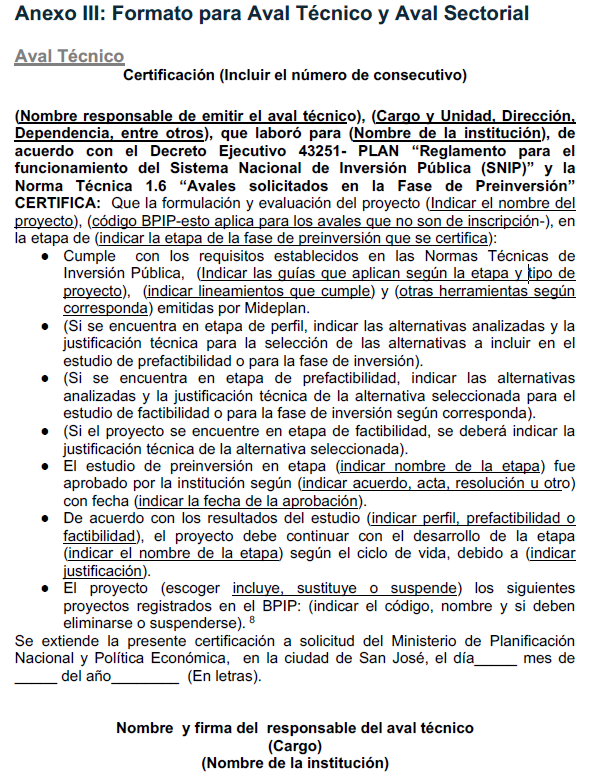 Anexo III: Formato para Aval Técnico y Aval Sectorial
Aval Técnico
Certificación (Incluir el número de consecutivo)
(Nombre responsable de emitir el aval técnico), (Cargo y Unidad, Dirección,
Dependencia, entre otros), que laboró para (Nombre de la institución), de
acuerdo con el Decreto Ejecutivo 43251- PLAN “Reglamento para el
funcionamiento del Sistema Nacional de Inversión Pública (SNIP)” y la
Norma Técnica 1.6 “Avales solicitados en la Fase de Preinversión”
CERTIFICA: Que la formulación y evaluación del proyecto (Indicar el nombre del
proyecto), (código BPIP-esto aplica para los avales que no son de inscripción-), en
la etapa de (indicar la etapa de la fase de preinversión que se certifica):
● Cumple con los requisitos establecidos en las Normas Técnicas de
Inversión Pública, (Indicar las guías que aplican según la etapa y tipo de
proyecto), (indicar lineamientos que cumple) y (otras herramientas según
corresponda) emitidas por Mideplan.
● (Si se encuentra en etapa de perfil, indicar las alternativas analizadas y la
justificación técnica para la selección de las alternativas a incluir en el
estudio de prefactibilidad o para la fase de inversión).
● (Si se encuentra en etapa de prefactibilidad, indicar las alternativas
analizadas y la justificación técnica de la alternativa seleccionada para el
estudio de factibilidad o para la fase de inversión según corresponda).
● (Si el proyecto se encuentre en etapa de factibilidad, se deberá indicar la
justificación técnica de la alternativa seleccionada).
● El estudio de preinversión en etapa (indicar nombre de la etapa) fue
aprobado por la institución según (indicar acuerdo, acta, resolución u otro)
con fecha (indicar la fecha de la aprobación).
● De acuerdo con los resultados del estudio (indicar perfil, prefactibilidad o
factibilidad), el proyecto debe continuar con el desarrollo de la etapa
(indicar el nombre de la etapa) según el ciclo de vida, debido a (indicar
justificación).
● El proyecto (escoger incluye, sustituye o suspende) los siguientes
proyectos registrados en el BPIP: (indicar el código, nombre y si deben
eliminarse o suspenderse). 8
Se extiende la presente certificación a solicitud del Ministerio de Planificación
Nacional y Política Económica, en la ciudad de San José, el día_____ mes de
_____ del año________ (En letras).
Nombre y firma del responsable del aval técnico
(Cargo)
(Nombre de la institución)